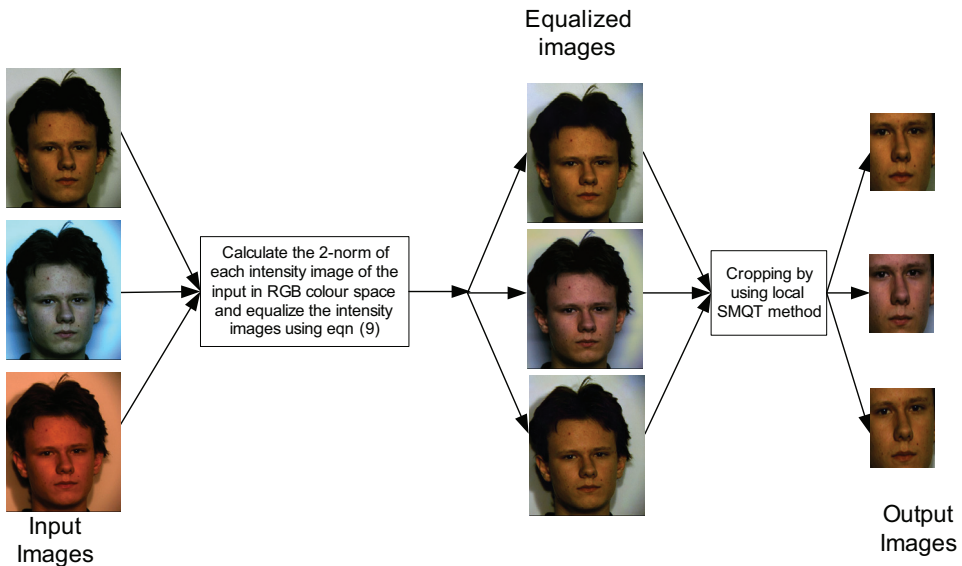 Equalized
images
Calculate the 2-norm of
each intensity image of the
input in RGB colour space
and equalize the intensity
images using eqn (9)
Cropping by
using local
SMQT method
Input
Images
Output
Images